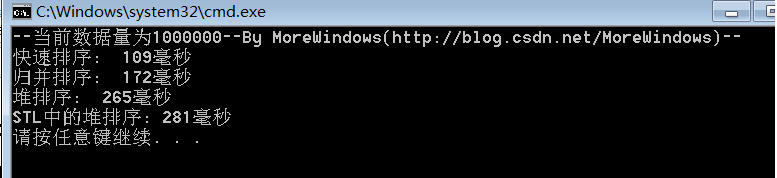 C:\Windows\system32\cmd.exe
--当前数据量为1000000--By MoreWindows(http://blog.csdn.net/MoreWindows)--
快速排序： 109毫秒
归并排序： 172毫秒
堆排序： 265毫秒
STL中的堆排序：281毫秒
请按任意键继续. . .